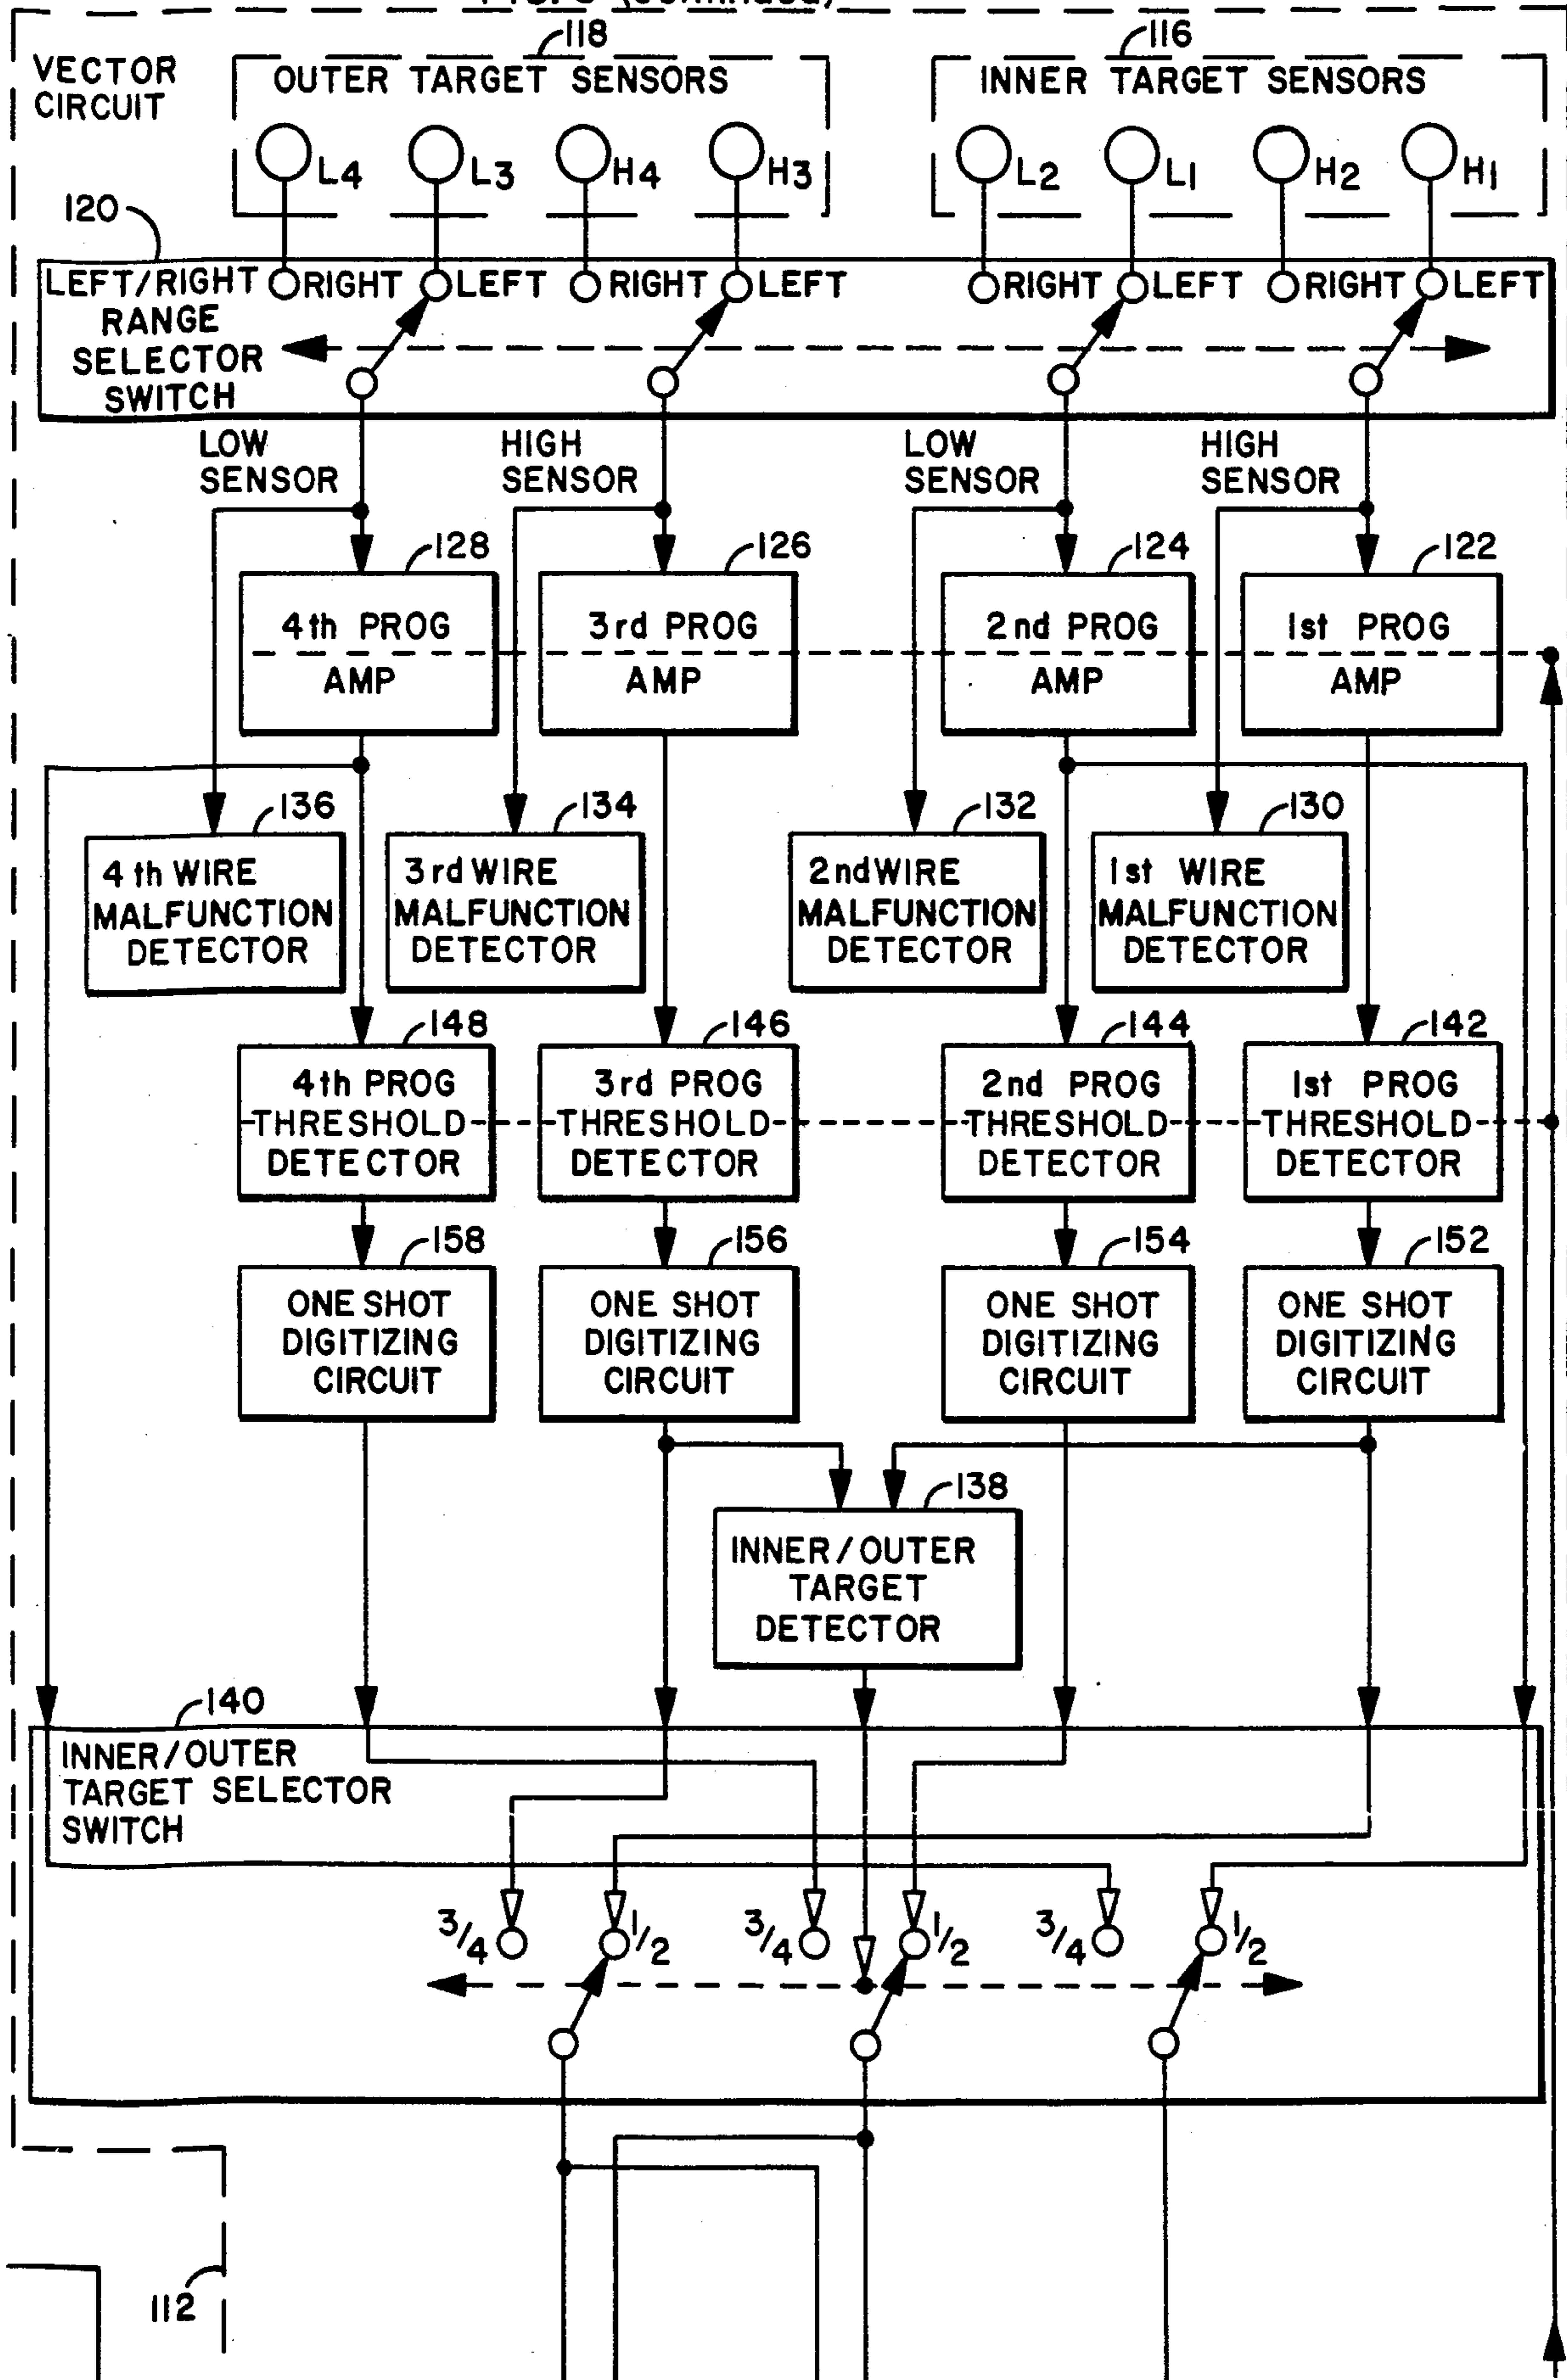 FIG. 3 (Continued)
118
116
VECTOR
CIRCUIT
OUTER TARGET SENSORS
INNER TARGET SENSORS
L4 L3 H4 H3
L2 L1 H2 H1
120
LEFT/RIGHT
RANGE
SELECTOR
SWITCH
RIGHT LEFT RIGHT LEFT
RIGHT LEFT RIGHT LEFT
LOW
SENSOR
HIGH
SENSOR
LOW
SENSOR
HIGH
SENSOR
128
126
124
122
4th PROG
AMP
3rd PROG
AMP
2nd PROG
AMP
1st PROG
AMP
136
134
132
130
4th WIRE
MALFUNCTION
DETECTOR
3rd WIRE
MALFUNCTION
DETECTOR
2nd WIRE
MALFUNCTION
DETECTOR
1st WIRE
MALFUNCTION
DETECTOR
148
146
144
142
4th PROG
THRESHOLD
DETECTOR
3rd PROG
THRESHOLD
DETECTOR
2nd PROG
THRESHOLD
DETECTOR
1st PROG
THRESHOLD
DETECTOR
158
156
154
152
ONE SHOT
DIGITIZING
CIRCUIT
ONE SHOT
DIGITIZING
CIRCUIT
ONE SHOT
DIGITIZING
CIRCUIT
ONE SHOT
DIGITIZING
CIRCUIT
138
INNER/OUTER
TARGET
DETECTOR
140
INNER/OUTER
TARGET SELECTOR
SWITCH
3/4 1/2 3/4 1/2 3/4 1/2
112